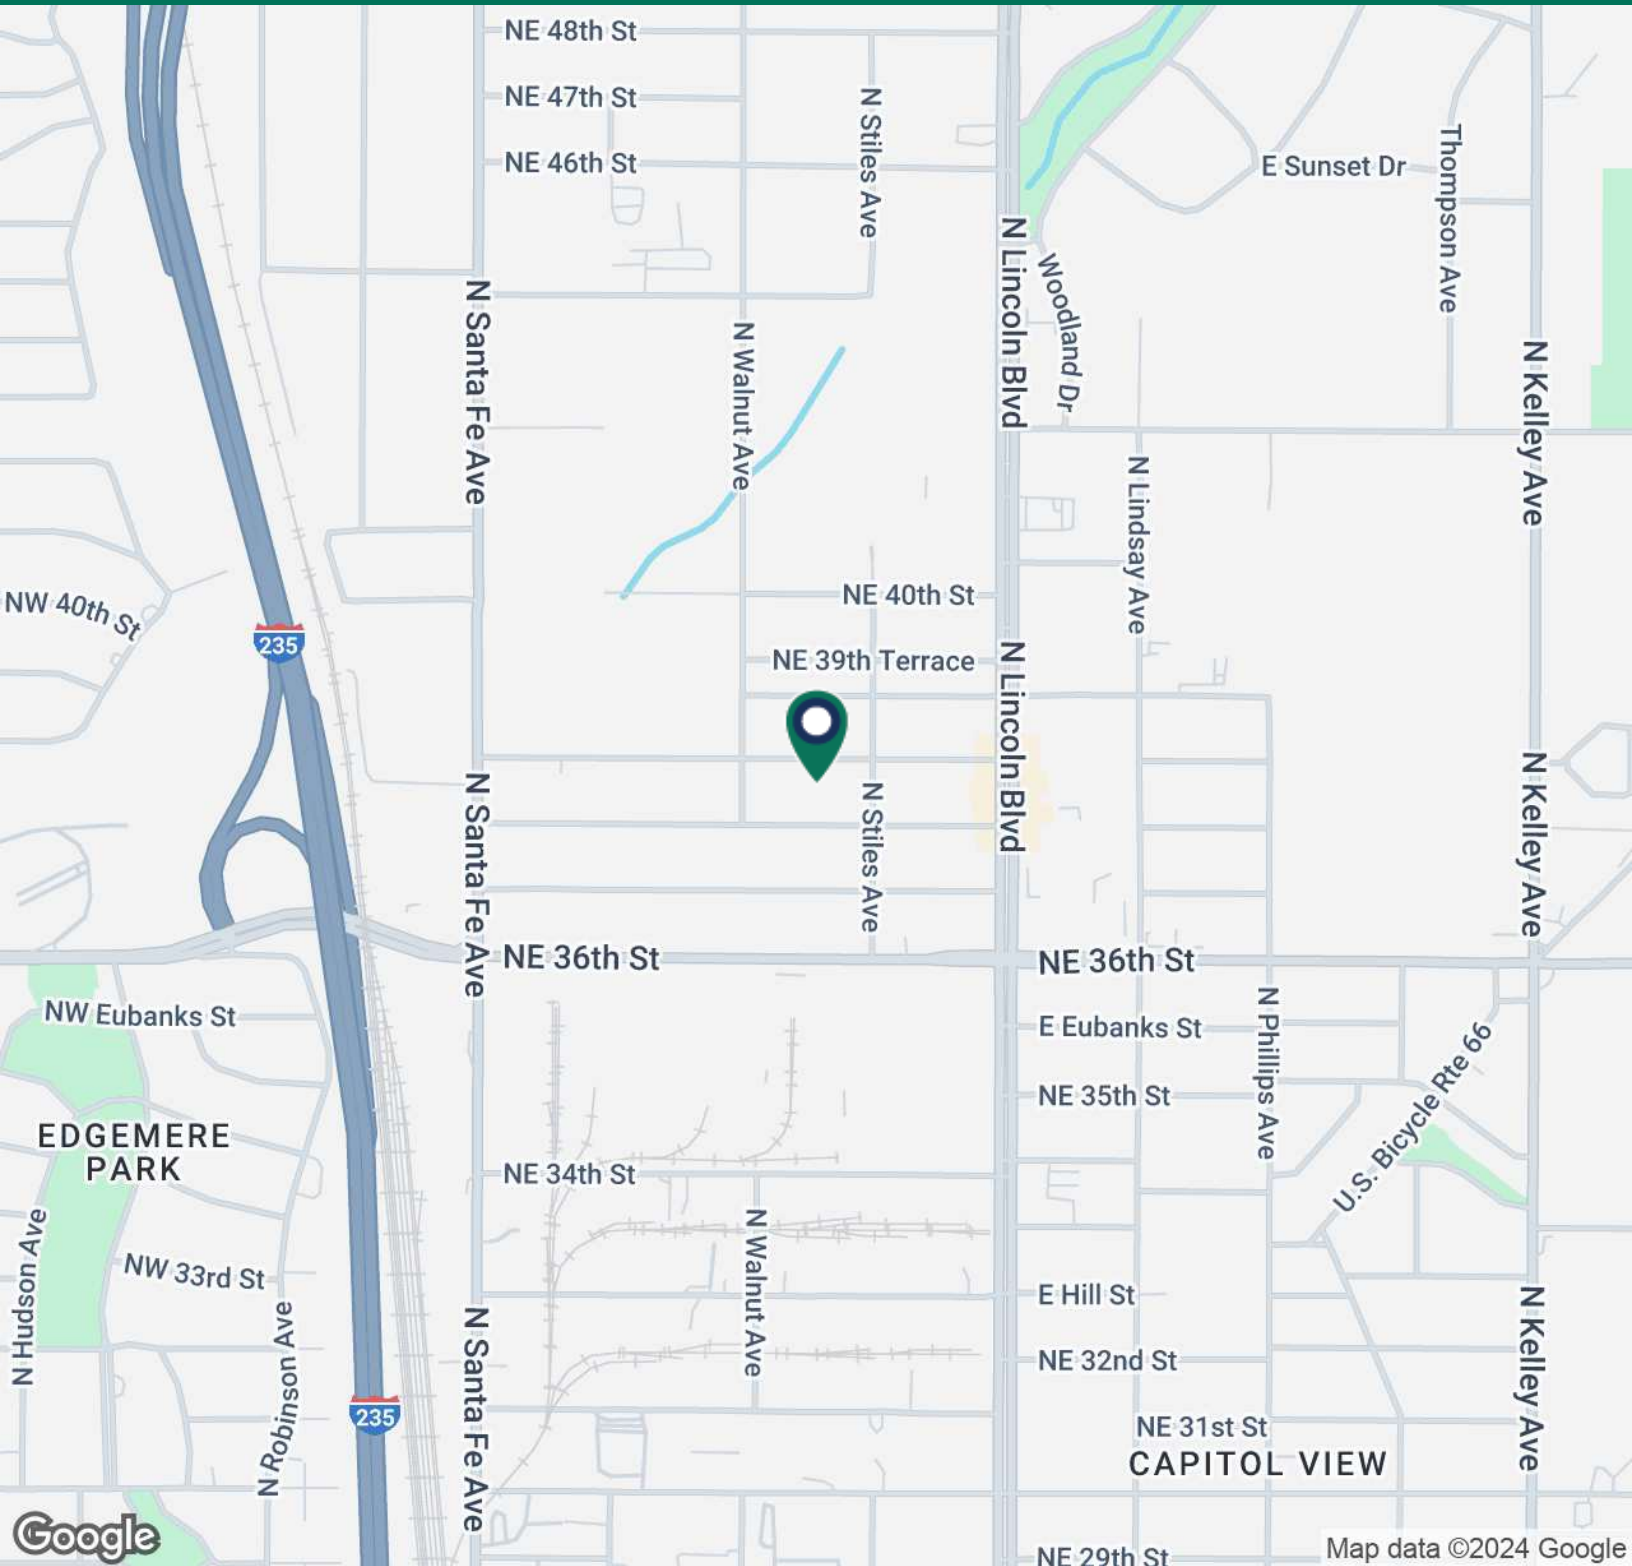 NE 48th St
NE 47th St
N Stiles Ave
NE 46th St
E Sunset Dr
Thompson Ave
N Lincoln Blvd
Woodland Dr
N Santa Fe Ave
N Walnut Ave
N Kelley Ave
N Lindsay Ave
NW 40th St
NE 40th St
235
NE 39th Terrace
N Lincoln Blvd
N Santa Fe Ave
N Stiles Ave
N Kelley Ave
NE 36th St
NE 36th St
NW Eubanks St
E Eubanks St
N Phillips Ave
U.S. Bicycle Rte 66
NE 35th St
EDGEMERE
PARK
NE 34th St
N Hudson Ave
N Walnut Ave
NW 33rd St
E Hill St
N Robinson Ave
N Santa Fe Ave
N Kelley Ave
NE 32nd St
235
NE 31st St
CAPITOL VIEW
Google
Map data ©2024 Google
NE 29th St